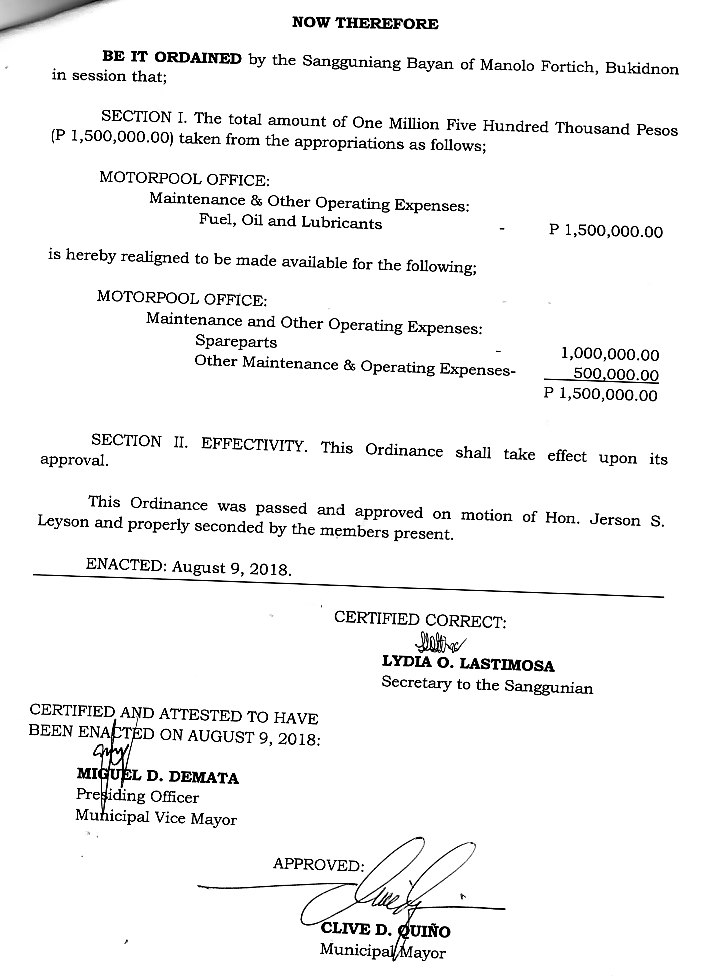 NOW THEREFORE
BE IT ORDAINED by the Sangguniang Bayan of Manolo Fortich, Bukidnon
in session that;
SECTION I. The total amount of One Million Five Hundred Thousand Pesos
(P 1,500,000.00) taken from the appropriations as follows;
MOTORPOOL OFFICE:
Maintenance & Other Operating Expenses:
Fuel, Oil and Lubricants - P 1,500,000.00
is hereby realigned to be made available for the following;
MOTORPOOL OFFICE:
Maintenance and Other Operating Expenses:
Spareparts - 1,000,000.00
Other Maintenance & Operating Expenses- 500,000.00
P 1,500,000.00
SECTION II. EFFECTIVITY. This Ordinance shall take effect upon its
approval.
This Ordinance was passed and approved on motion of Hon. Jerson S.
Leyson and properly seconded by the members present.
ENACTED: August 9, 2018.
CERTIFIED CORRECT:
LYDIA O. LASTIMOSA
Secretary to the Sanggunian
CERTIFIED AND ATTESTED TO HAVE
BEEN ENACTED ON AUGUST 9, 2018:
MIGUEL D. DEMATA
Presiding Officer
Municipal Vice Mayor
APPROVED:
CLIVE D. QUIÑO
Municipal Mayor